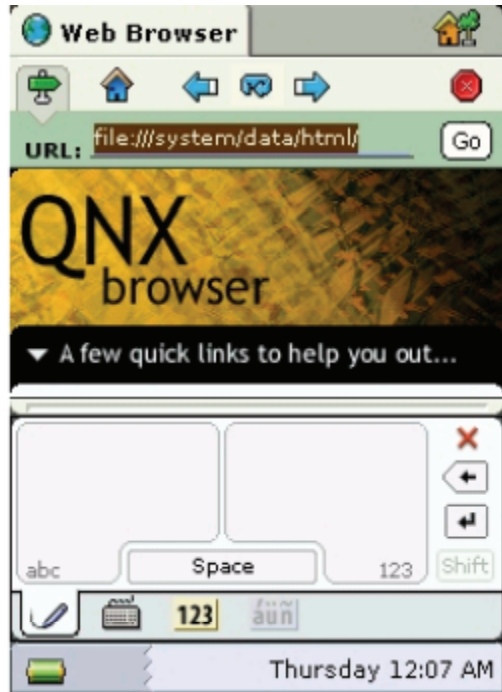 Web Browser
URL: file:///system/data/html/ Go
QNX
browser
A few quick links to help you out...
abc Space 123 Shift
123 áüñ
Thursday 12:07 AM